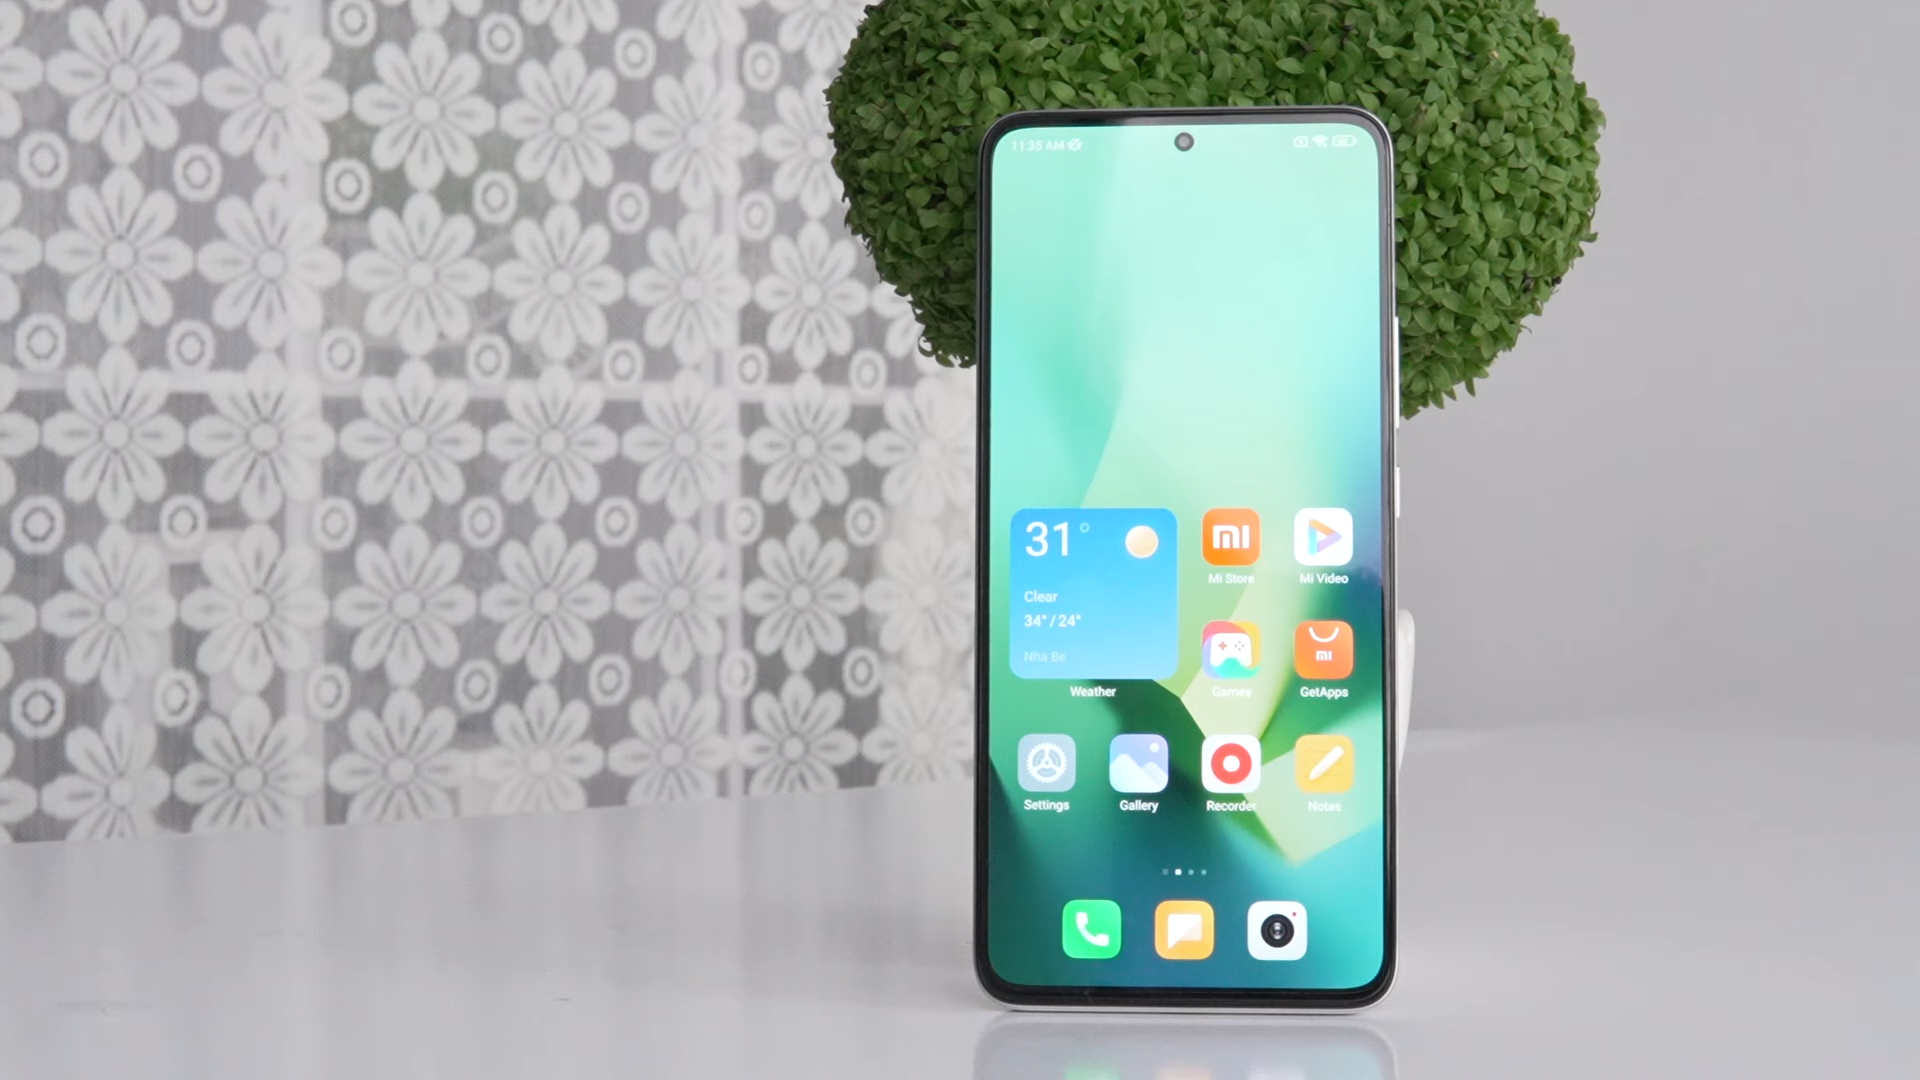 11:35 AM
31°
Clear
34° / 24°
Nha Be
Weather
mi
Mi Store
Mi Video
Games
mi
GetApps
Settings
Gallery
Recorder
Notes